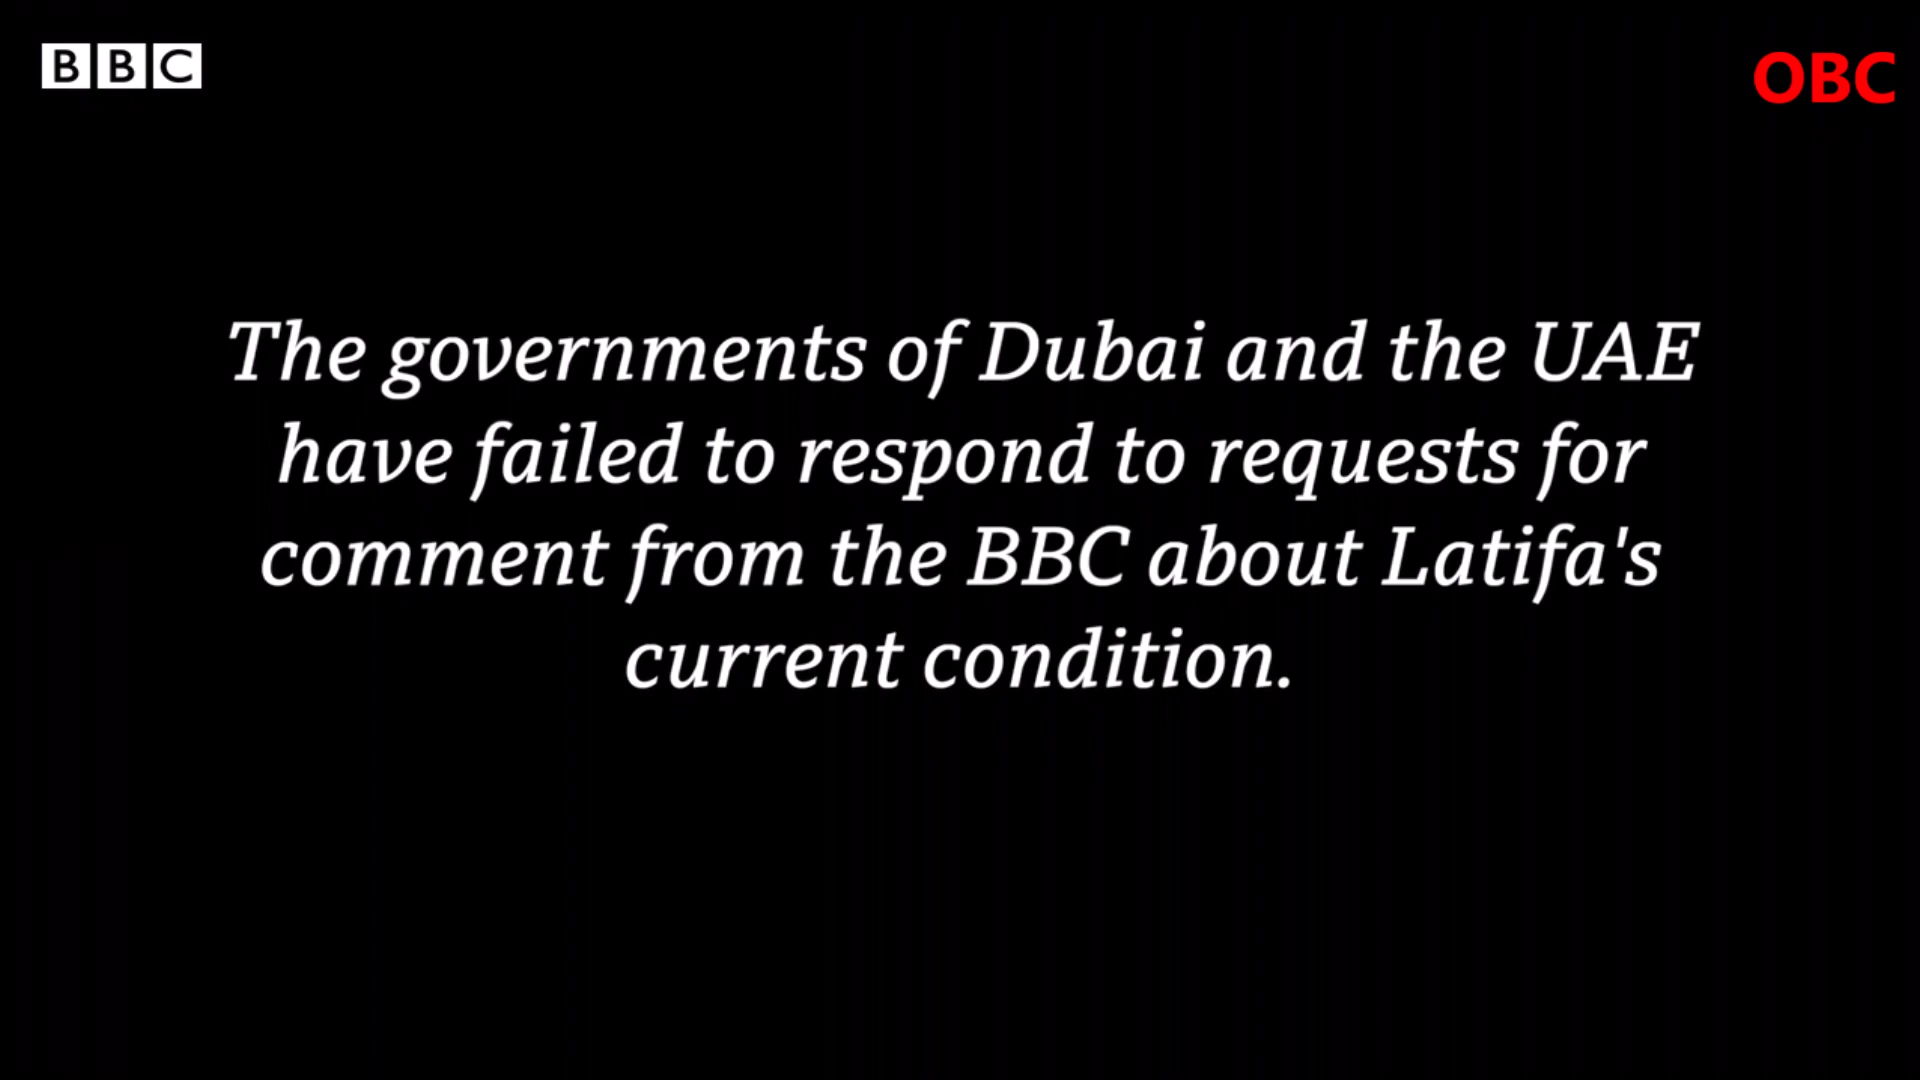 BBC
OBC
The governments of Dubai and the UAE
have failed to respond to requests for
comment from the BBC about Latifa's
current condition.